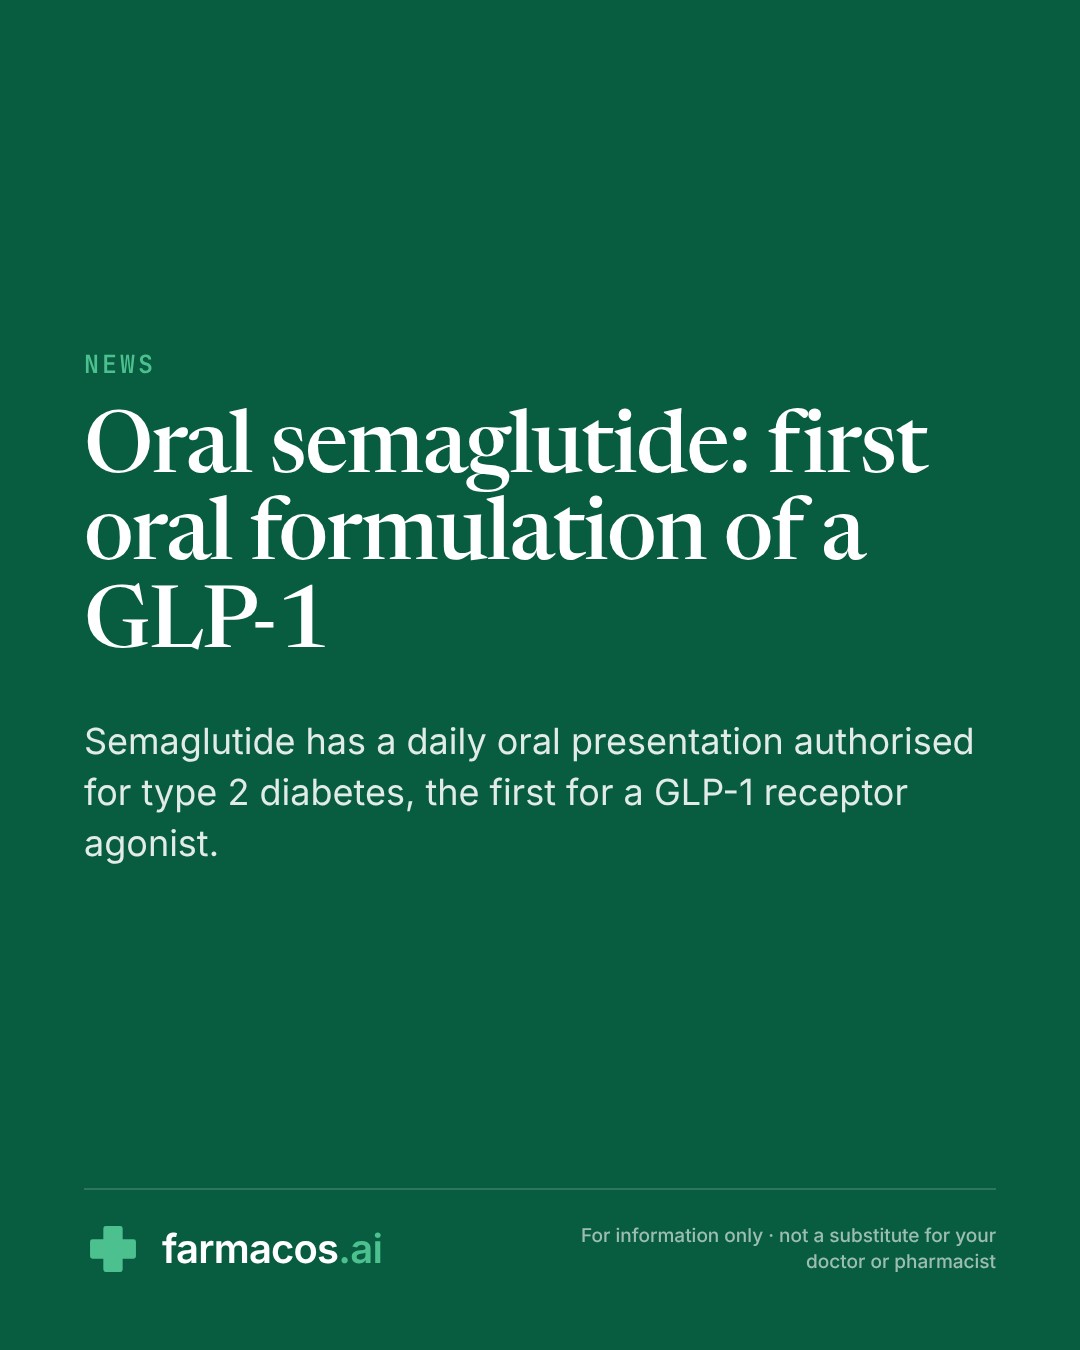 NEWS
Oral semaglutide: first
oral formulation of a
GLP-1
Semaglutide has a daily oral presentation authorised
for type 2 diabetes, the first for a GLP-1 receptor
agonist.
farmacos.ai
For information only · not a substitute for your
doctor or pharmacist